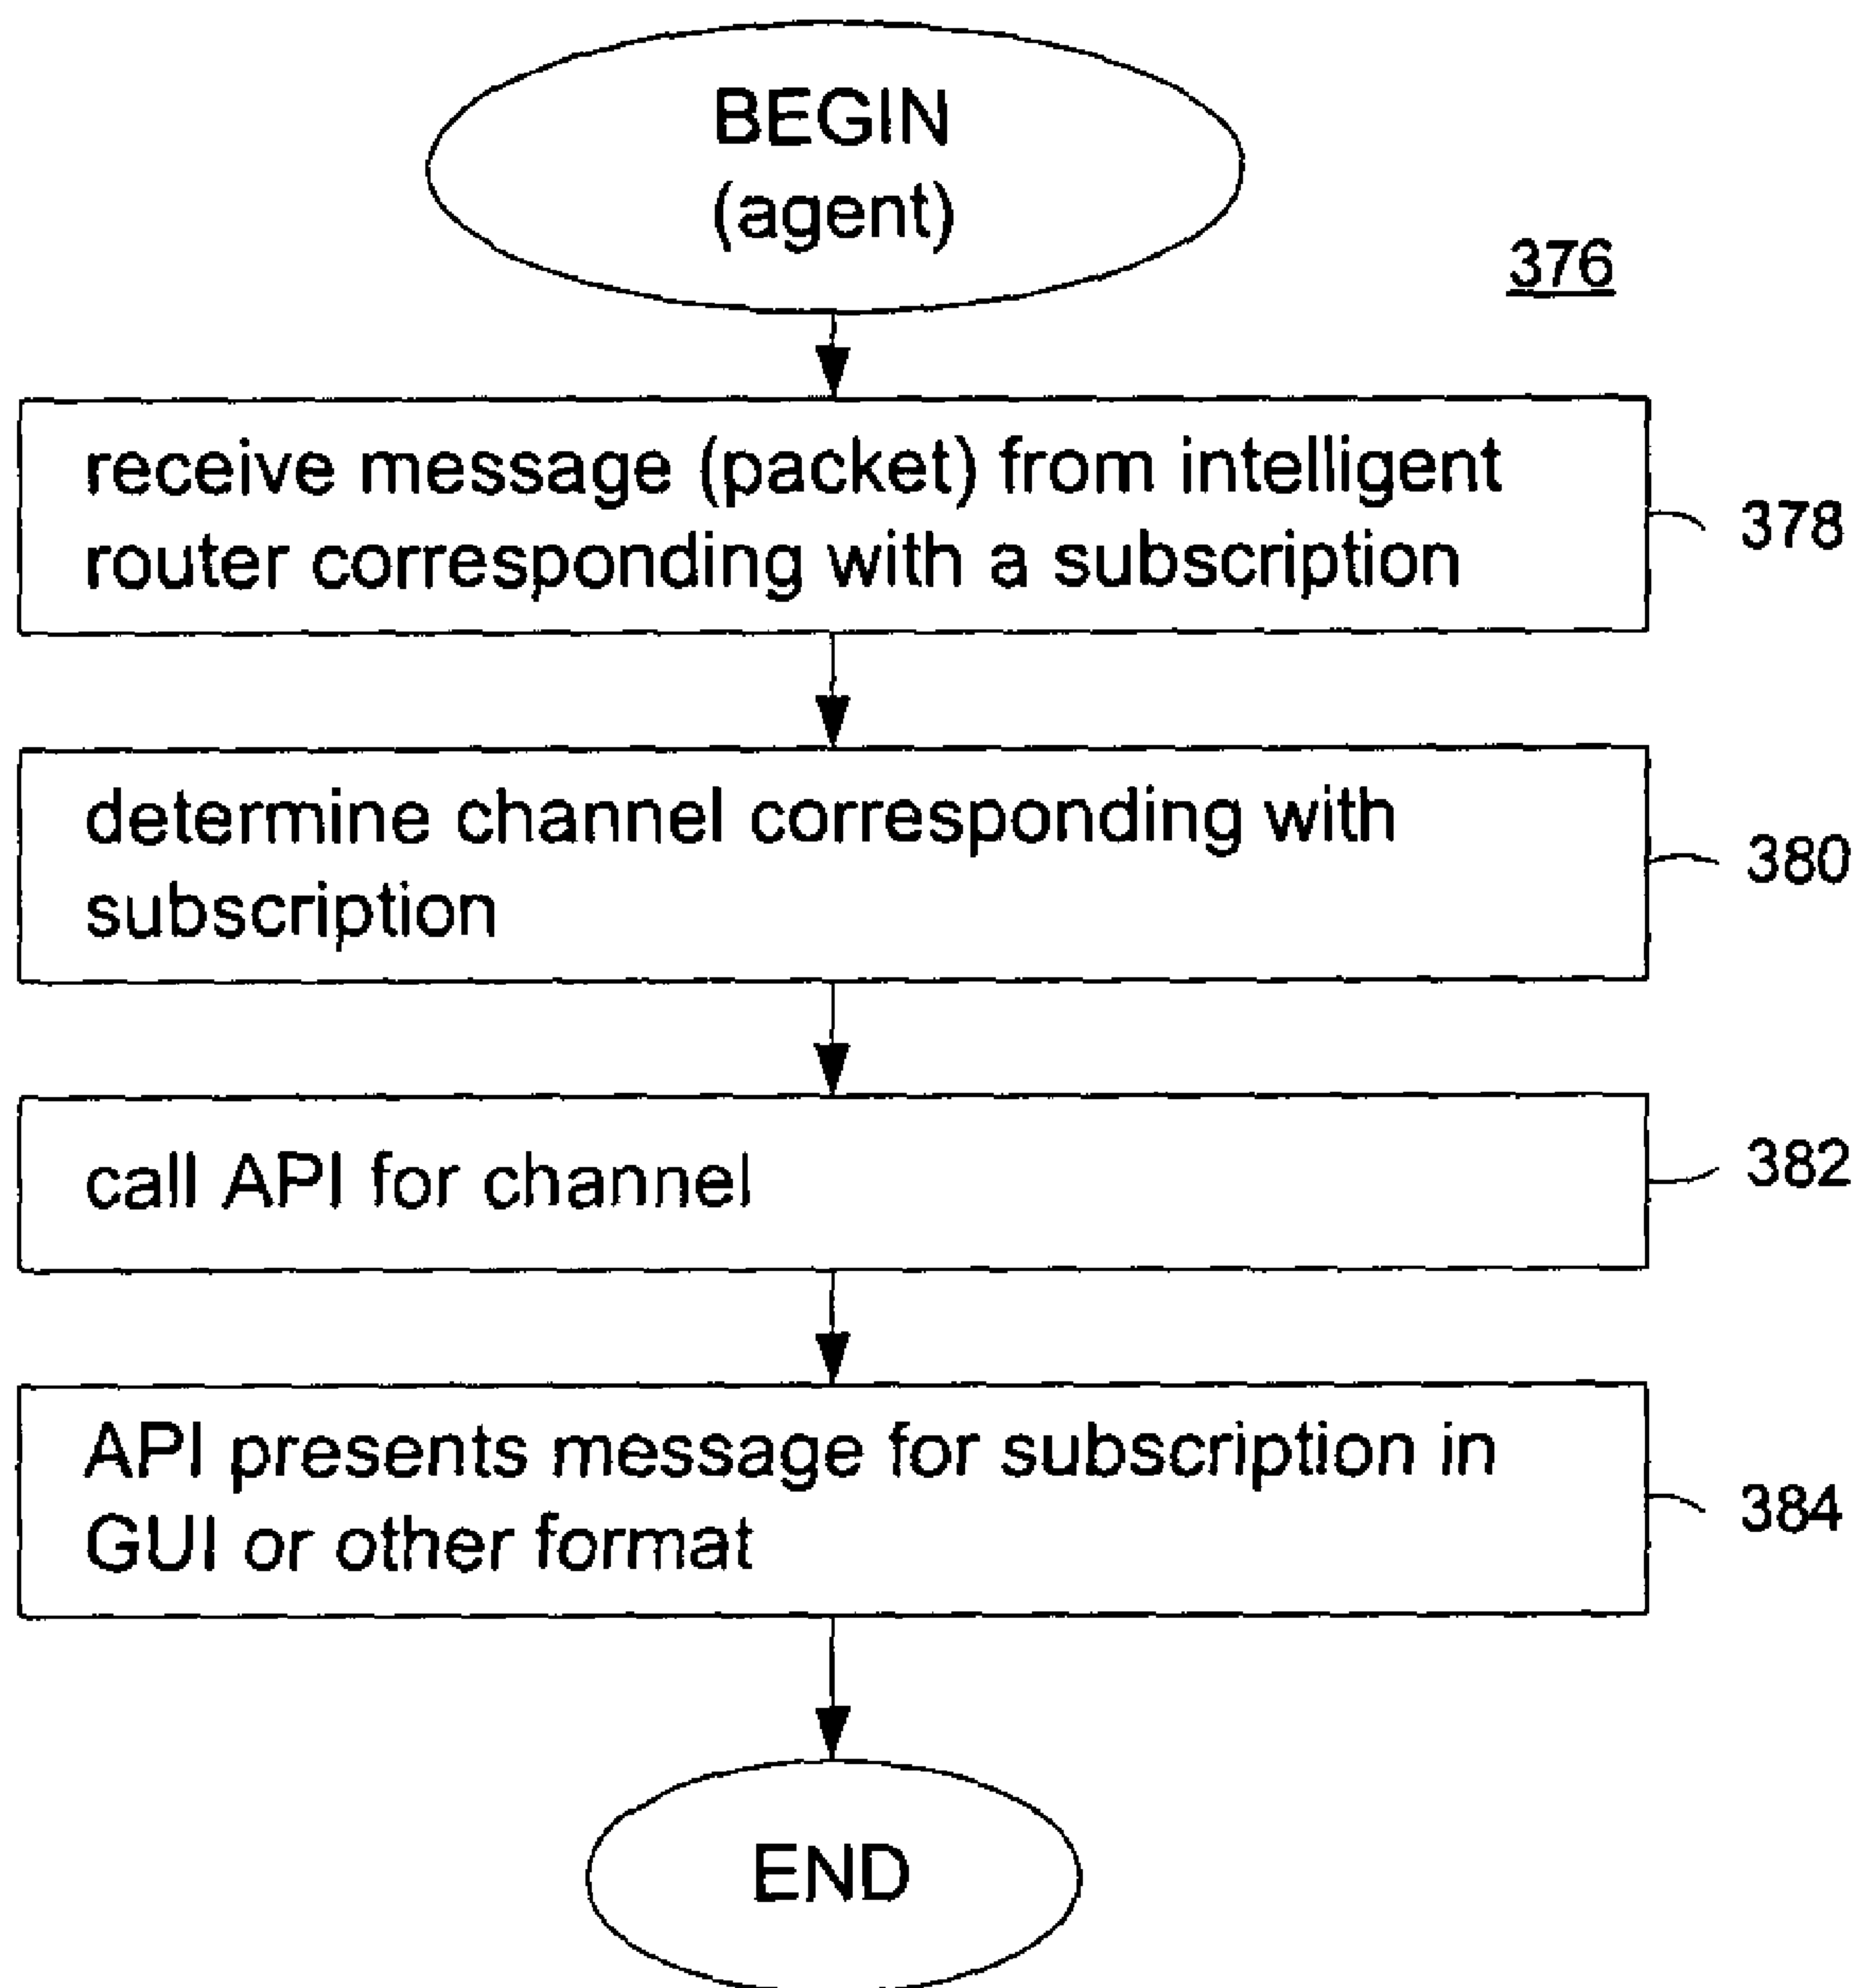 BEGIN
(agent)
376
receive message (packet) from intelligent
router corresponding with a subscription
378
determine channel corresponding with
subscription
380
call API for channel
382
API presents message for subscription in
GUI or other format
384
END